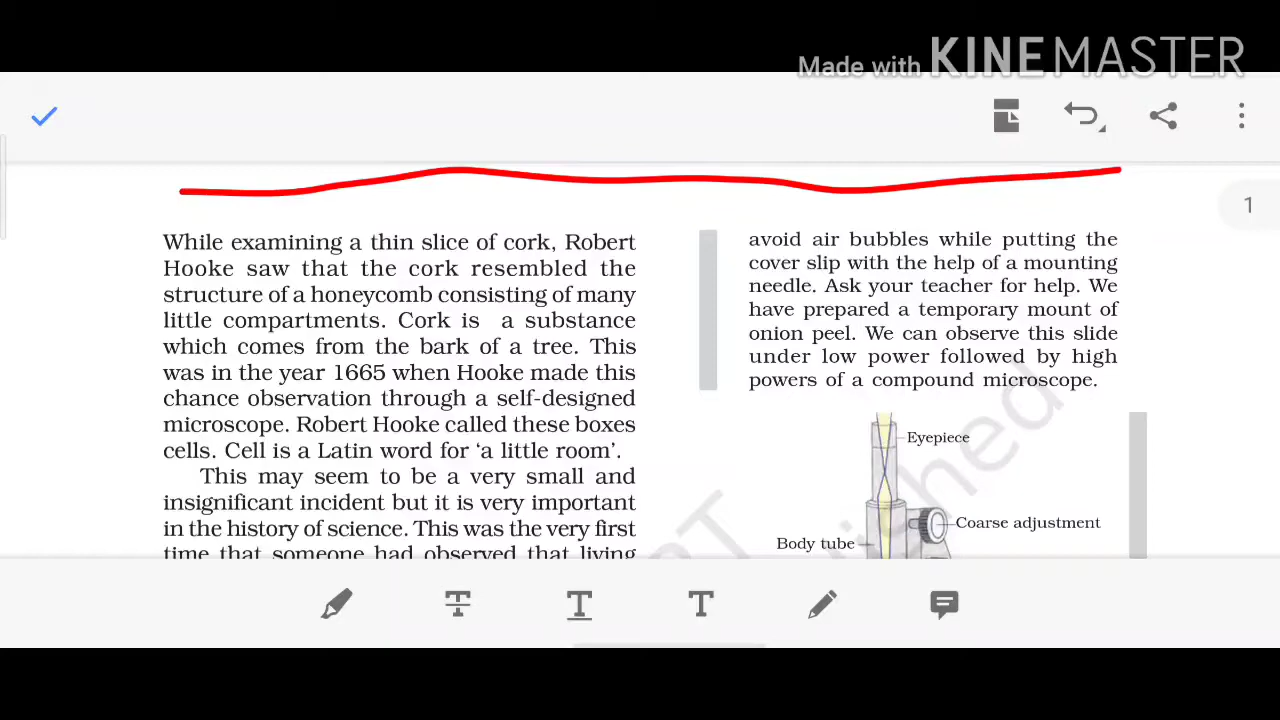 Made with KINEMASTER
1
While examining a thin slice of cork, Robert
Hooke saw that the cork resembled the
structure of a honeycomb consisting of many
little compartments. Cork is a substance
which comes from the bark of a tree. This
was in the year 1665 when Hooke made this
chance observation through a self-designed
microscope. Robert Hooke called these boxes
cells. Cell is a Latin word for ‘a little room’.
This may seem to be a very small and
insignificant incident but it is very important
in the history of science. This was the very first
time that someone had observed that living
avoid air bubbles while putting the
cover slip with the help of a mounting
needle. Ask your teacher for help. We
have prepared a temporary mount of
onion peel. We can observe this slide
under low power followed by high
powers of a compound microscope.
Eyepiece
Coarse adjustment
Body tube